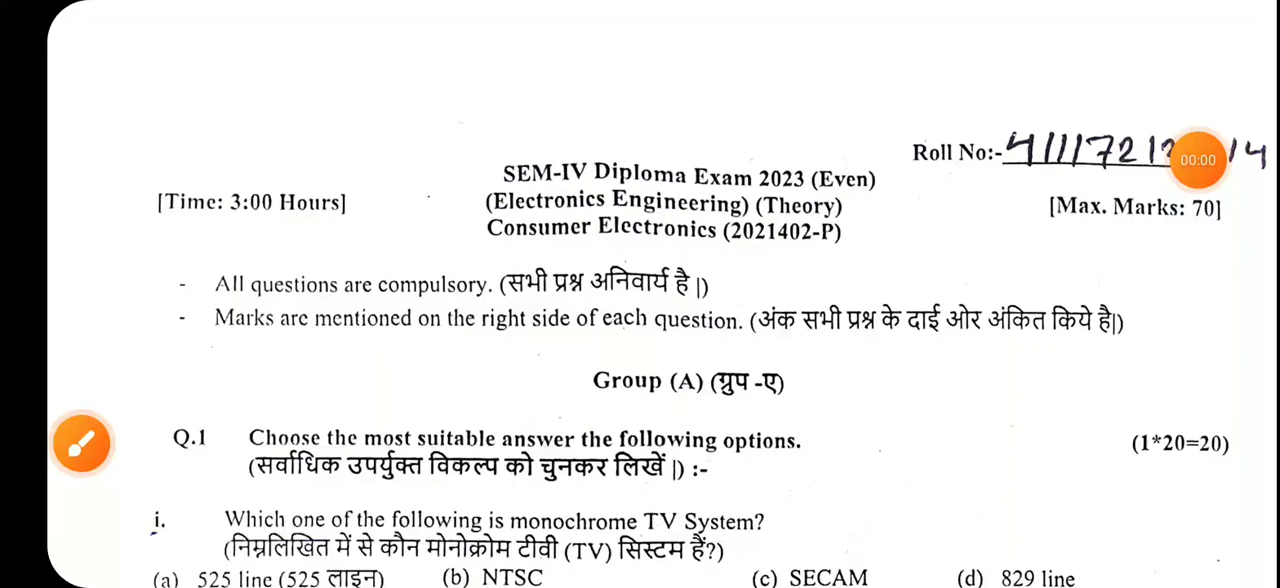 Roll No:-
SEM-IV Diploma Exam 2023 (Even)
[Time: 3:00 Hours]
(Electronics Engineering) (Theory)
[Max. Marks: 70]
Consumer Electronics (2021402-P)
- All questions are compulsory. (सभी प्रश्न अनिवार्य है |)
- Marks are mentioned on the right side of each question. (अंक सभी प्रश्न के दाई ओर अंकित किये है|)
Group (A) (ग्रुप -ए)
Q.1 Choose the most suitable answer the following options. (1*20=20)
(सर्वाधिक उपर्युक्त विकल्प को चुनकर लिखें |) :-
i. Which one of the following is monochrome TV System?
(निम्नलिखित में से कौन मोनोक्रोम टीवी (TV) सिस्टम हैं?)
(a) 525 line (525 लाइन) (b) NTSC (c) SECAM (d) 829 line
00:00